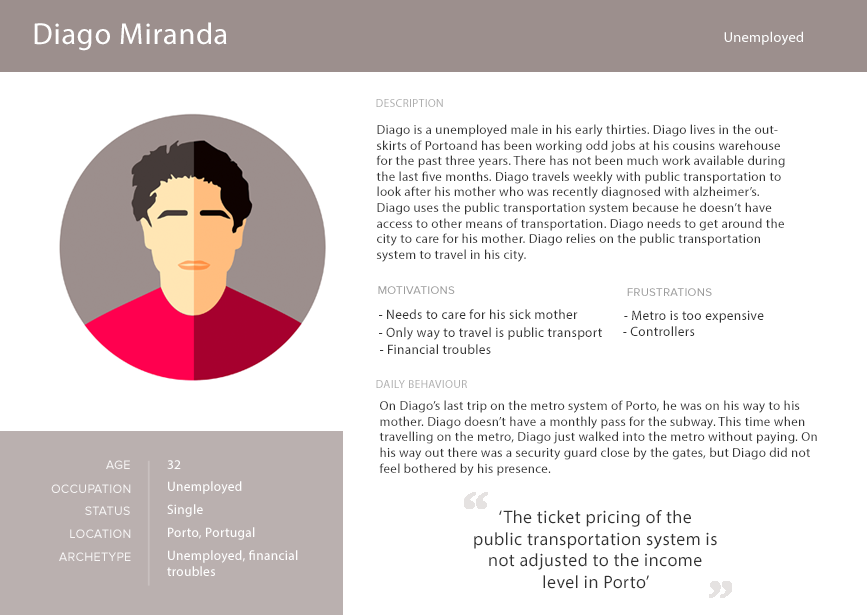 Diago Miranda
Unemployed
DESCRIPTION
Diago is a unemployed male in his early thirties. Diago lives in the out-
skirts of Portoand has been working odd jobs at his cousins warehouse
for the past three years. There has not been much work available during
the last five months. Diago travels weekly with public transportation to
look after his mother who was recently diagnosed with alzheimer’s.
Diago uses the public transportation system because he doesn’t have
access to other means of transportation. Diago needs to get around the
city to care for his mother. Diago relies on the public transportation
system to travel in his city.
MOTIVATIONS
- Needs to care for his sick mother
- Only way to travel is public transport
- Financial troubles
FRUSTRATIONS
- Metro is too expensive
- Controllers
DAILY BEHAVIOUR
On Diago’s last trip on the metro system of Porto, he was on his way to his
mother. Diago doesn’t have a monthly pass for the subway. This time when
travelling on the metro, Diago just walked into the metro without paying. On
his way out there was a security guard close by the gates, but Diago did not
feel bothered by his presence.
AGE 32
OCCUPATION Unemployed
STATUS Single
LOCATION Porto, Portugal
ARCHETYPE Unemployed, financial
troubles
“ ‘The ticket pricing of the
public transportation system is
not adjusted to the income
level in Porto’ ”